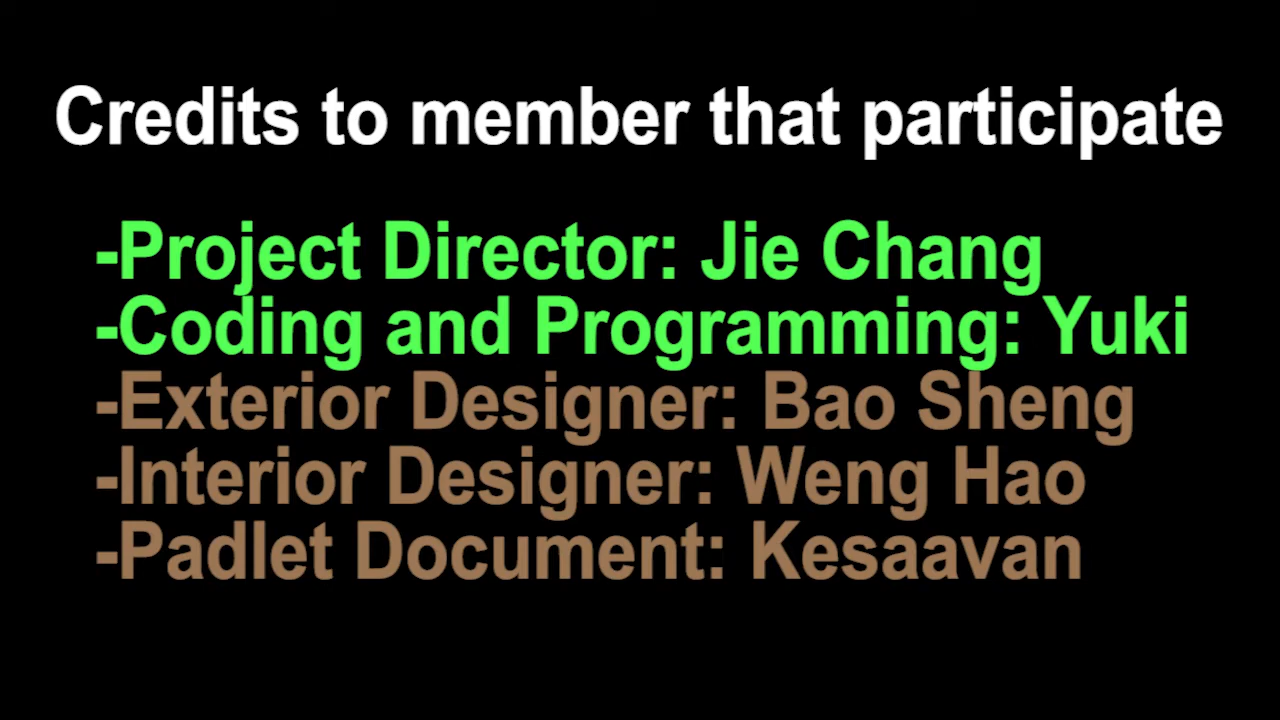 Credits to member that participate
-Project Director: Jie Chang
-Coding and Programming: Yuki
-Exterior Designer: Bao Sheng
-Interior Designer: Weng Hao
-Padlet Document: Kesaavan